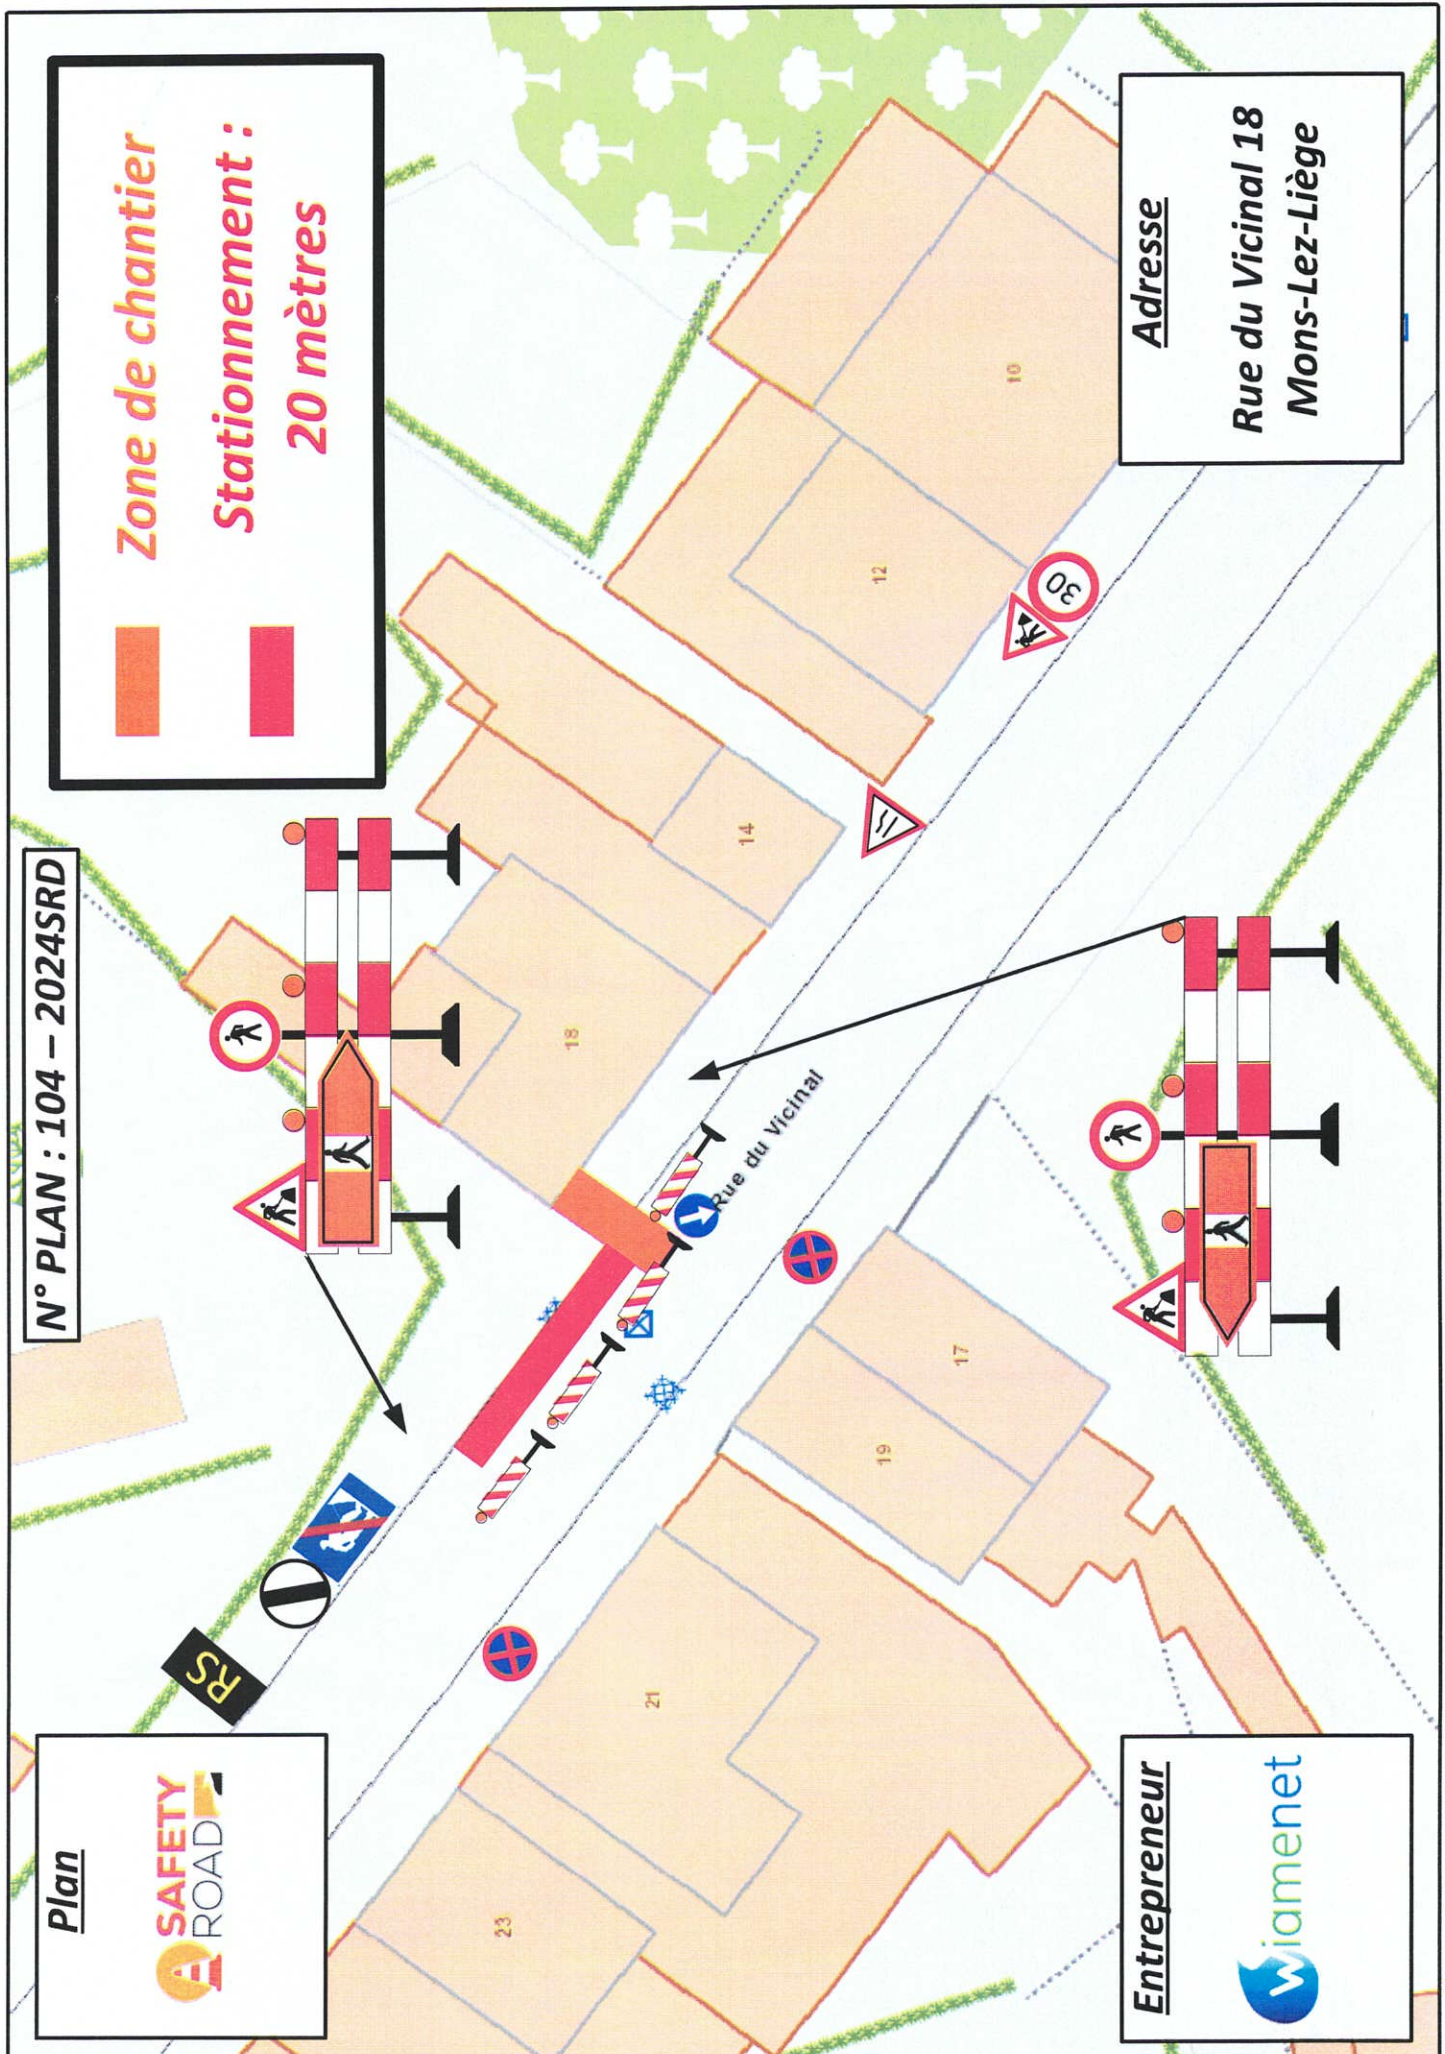 N° PLAN : 104 – 2024SRD
Zone de chantier
Stationnement :
20 mètres
Plan
SAFETY
ROAD
RS
23
21
19
17
18
14
12
10
Rue du Vicinal
30
Entrepreneur
Wiamenet
Adresse
Rue du Vicinal 18
Mons-Lez-Liège